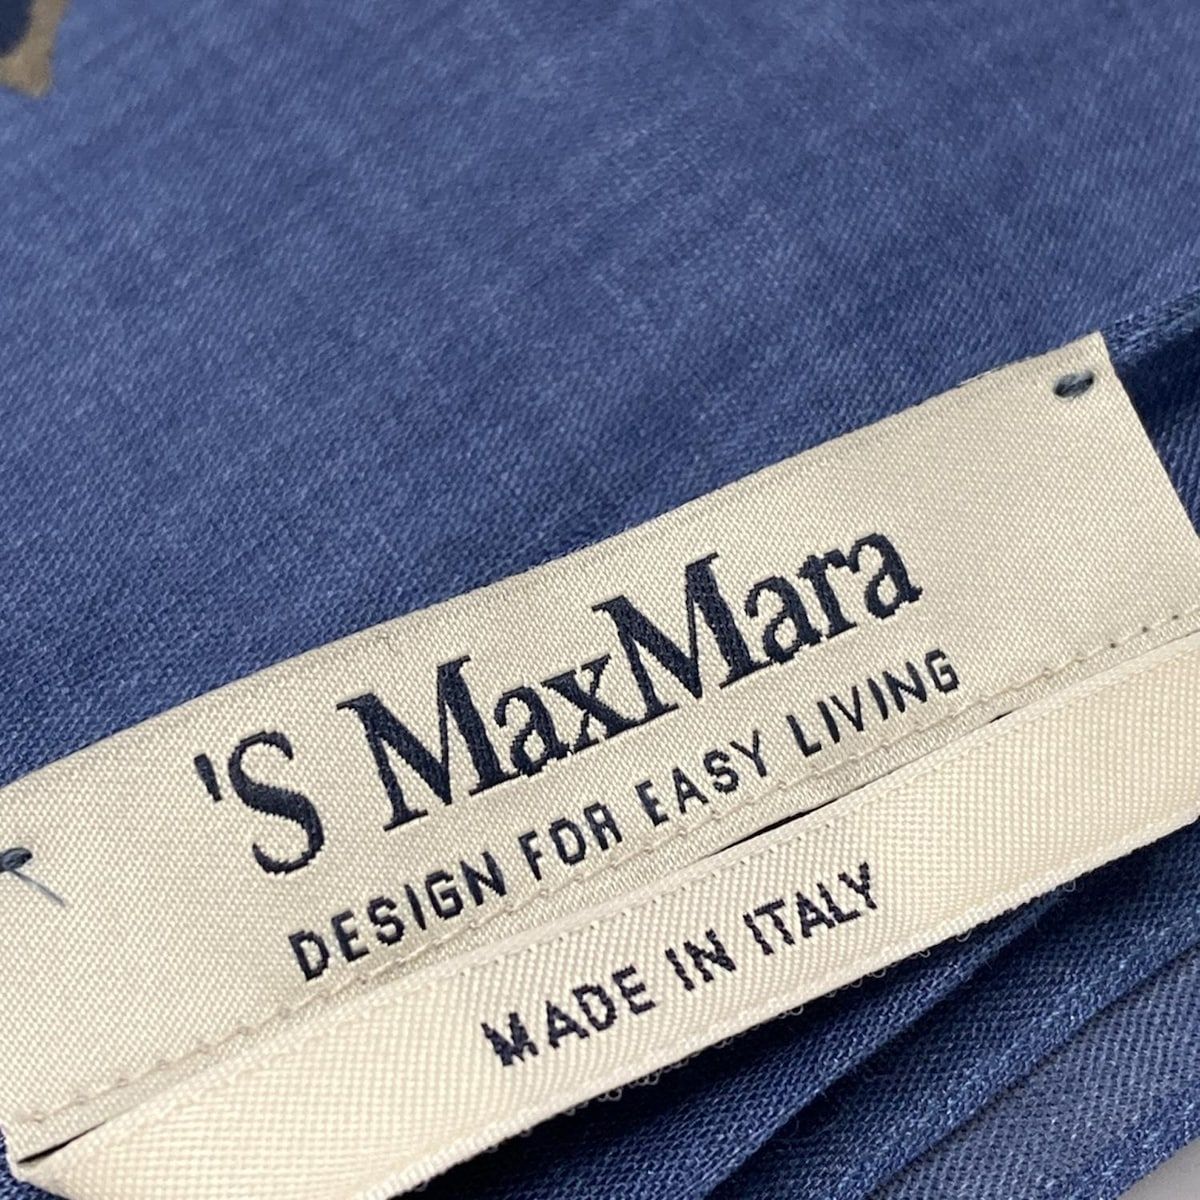 'S MaxMara
DESIGN FOR EASY LIVING
MADE IN ITALY